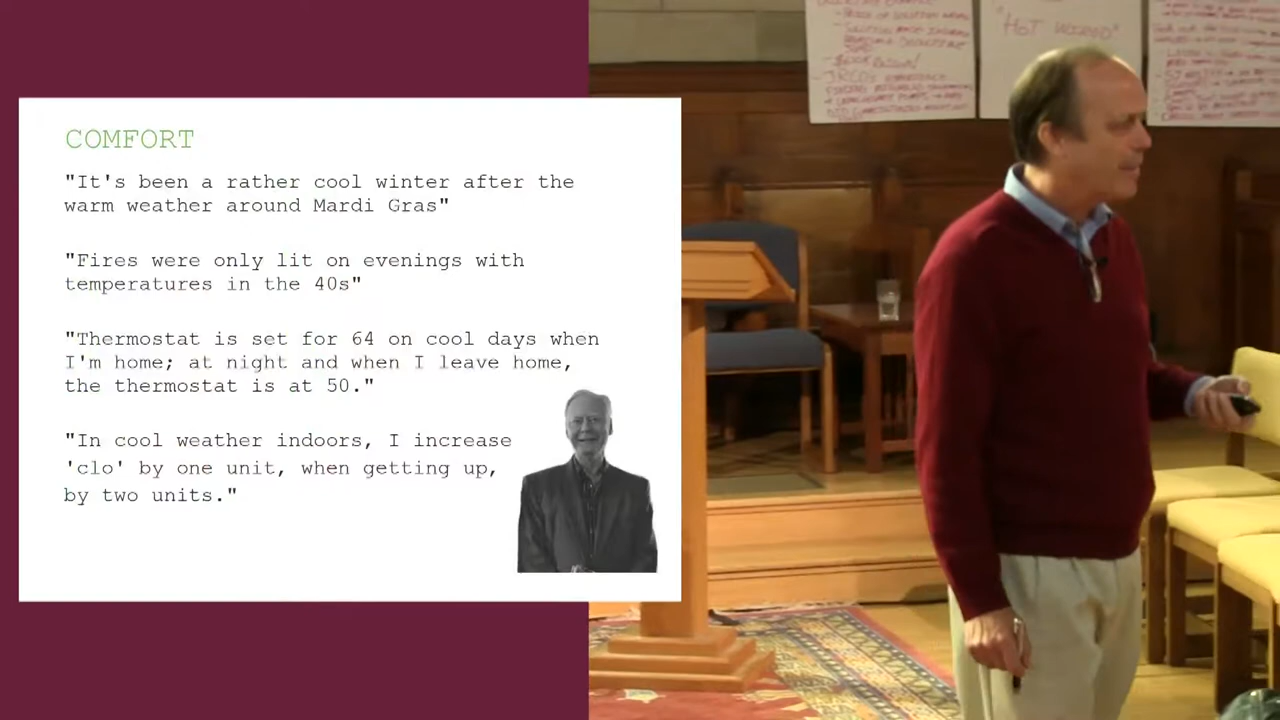 COMFORT
"It's been a rather cool winter after the
warm weather around Mardi Gras"
"Fires were only lit on evenings with
temperatures in the 40s"
"Thermostat is set for 64 on cool days when
I'm home; at night and when I leave home,
the thermostat is at 50."
"In cool weather indoors, I increase
'clo' by one unit, when getting up,
by two units."
"HOT WIRED"